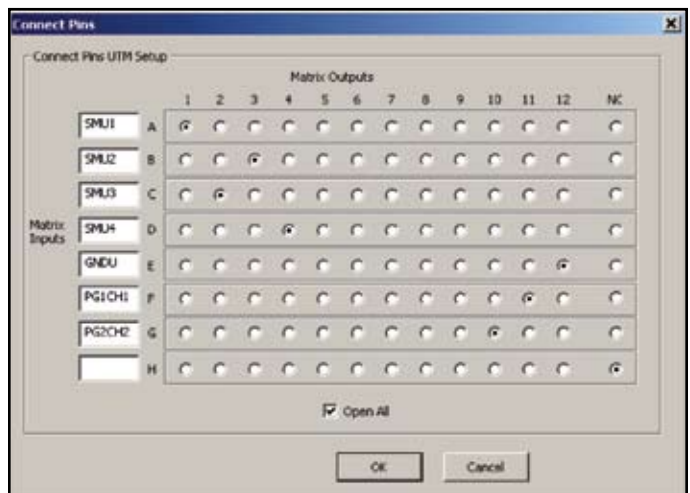 Connect Pins
Connect Pins UTM Setup
Matrix Outputs
1 2 3 4 5 6 7 8 9 10 11 12 NC
SMU1 A
SMU2 B
SMU3 C
Matrix Inputs
SMU4 D
GNDU E
PG1CH1 F
PG2CH2 G
H
Open All
OK Cancel